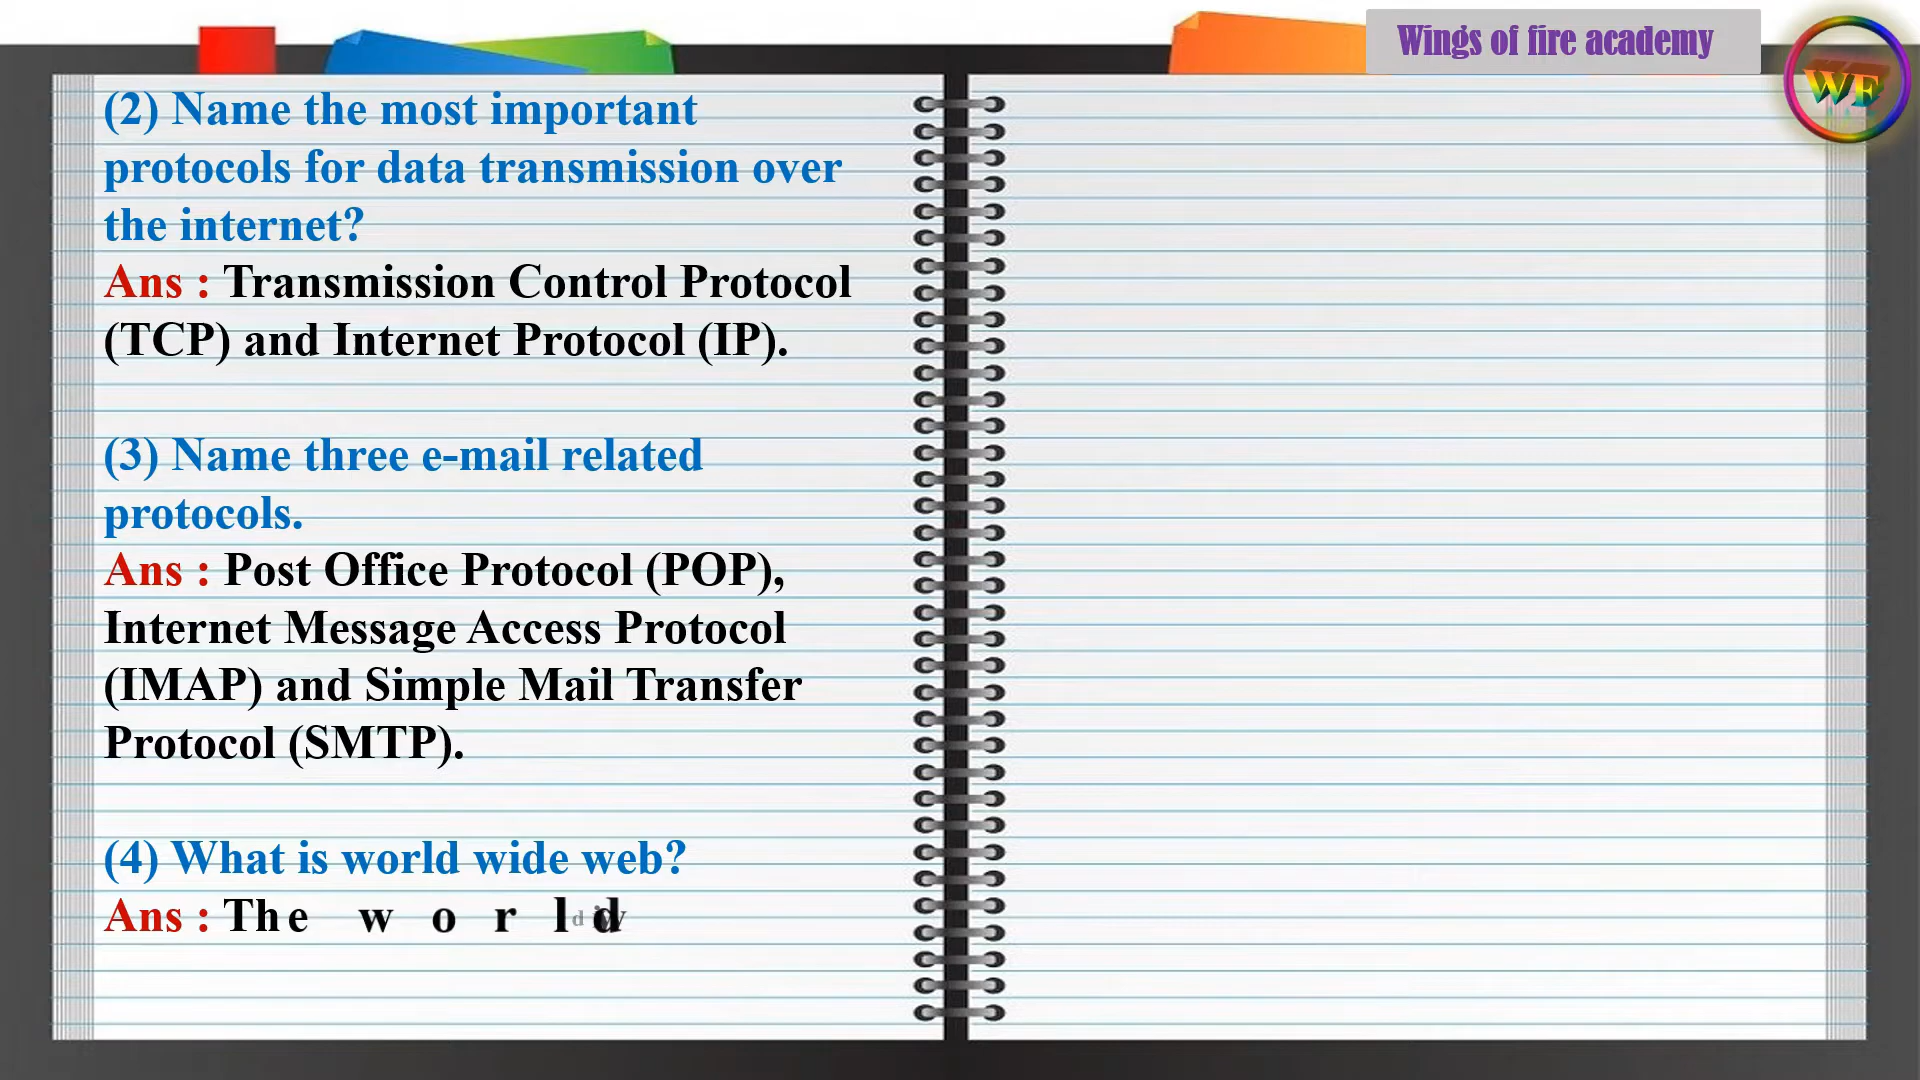 Wings of fire academy
WF
(2) Name the most important
protocols for data transmission over
the internet?
Ans : Transmission Control Protocol
(TCP) and Internet Protocol (IP).
(3) Name three e-mail related
protocols.
Ans : Post Office Protocol (POP),
Internet Message Access Protocol
(IMAP) and Simple Mail Transfer
Protocol (SMTP).
(4) What is world wide web?
Ans : The world